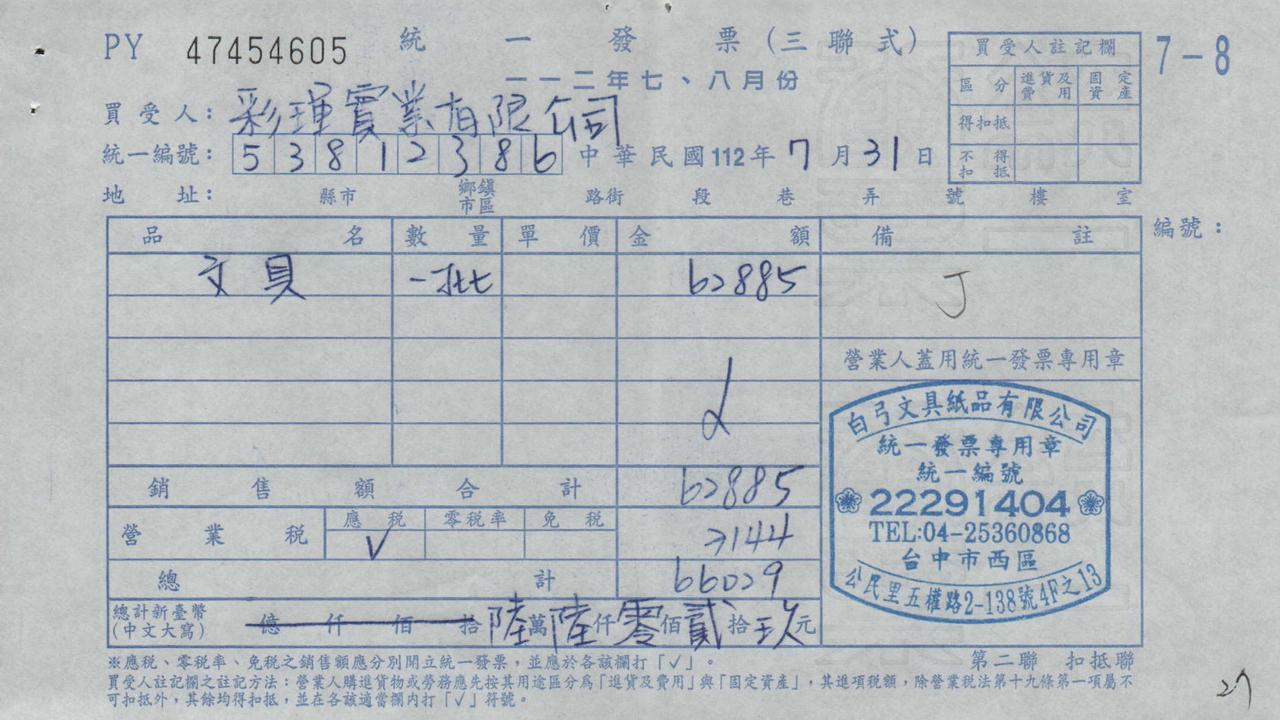 PY 47454605 統一發票(三聯式)
一一二年七、八月份
7-8
買受人註記欄
區分 進貨及費用 固定資產
得扣抵
不得扣抵
買受人: 彩琿實業有限公司
統一編號: 53812386 中華民國112年7月31日
地址: 縣市 鄉鎮市區 路街 段 巷 弄 號 樓 室
編號:
品名 數量 單價 金額 備註
文具 一批 62885 J
營業人蓋用統一發票專用章
銷售額合計 62885
營業稅 應稅 零稅率 免稅
√ 3144
總計 66029
總計新臺幣(中文大寫) 億仟佰拾陸萬陸仟零佰貳拾玖元
白弓文具紙品有限公司
統一發票專用章
統一編號
22291404
TEL:04-25360868
台中市西區
公民里五權路2-138號4F之13
※應稅、零稅率、免稅之銷售額應分別開立統一發票,並應於各該欄打「√」。
第二聯 扣抵聯
買受人註記欄之註記方法:營業人購進貨物或勞務應先按其用途區分為「進貨及費用」與「固定資產」,其進項稅額,除營業稅法第十九條第一項屬不
可扣抵外,其餘均得扣抵,並在各該適當欄內打「√」符號。
27